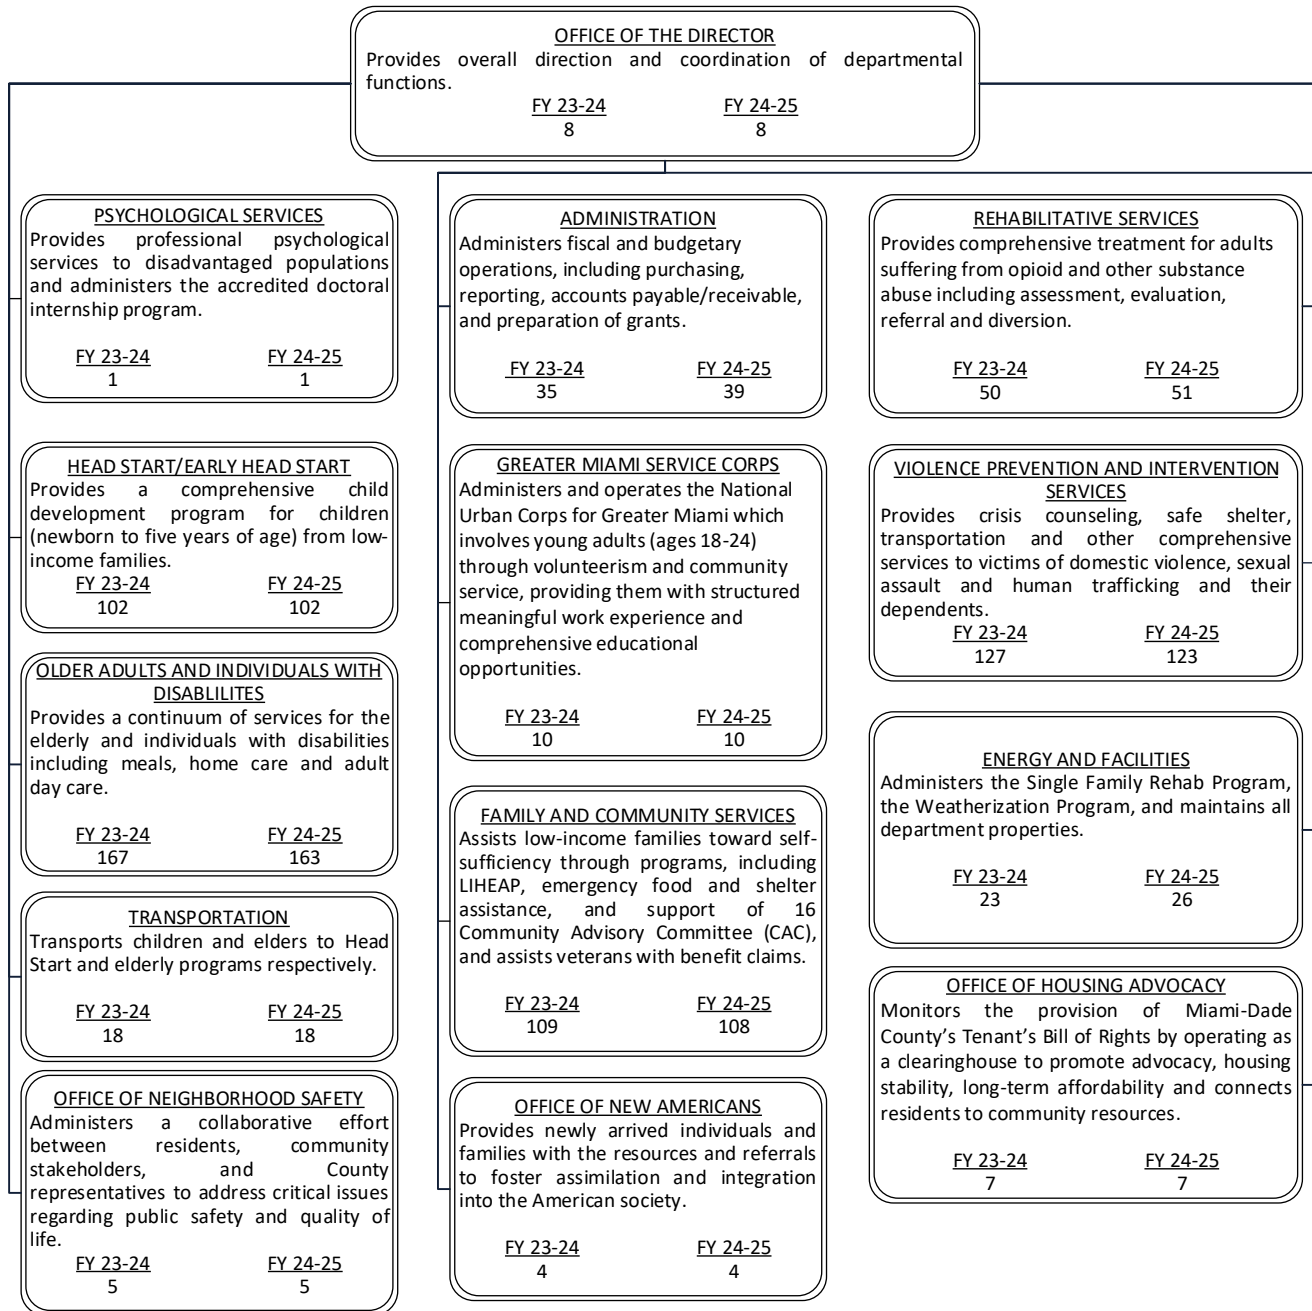 OFFICE OF THE DIRECTOR
Provides overall direction and coordination of departmental
functions.
FY 23-24 FY 24-25
8 8
PSYCHOLOGICAL SERVICES
Provides professional psychological
services to disadvantaged populations
and administers the accredited doctoral
internship program.
FY 23-24 FY 24-25
1 1
HEAD START/EARLY HEAD START
Provides a comprehensive child
development program for children
(newborn to five years of age) from low-
income families.
FY 23-24 FY 24-25
102 102
OLDER ADULTS AND INDIVIDUALS WITH
DISABLILITES
Provides a continuum of services for the
elderly and individuals with disabilities
including meals, home care and adult
day care.
FY 23-24 FY 24-25
167 163
TRANSPORTATION
Transports children and elders to Head
Start and elderly programs respectively.
FY 23-24 FY 24-25
18 18
OFFICE OF NEIGHBORHOOD SAFETY
Administers a collaborative effort
between residents, community
stakeholders, and County
representatives to address critical issues
regarding public safety and quality of
life.
FY 23-24 FY 24-25
5 5
ADMINISTRATION
Administers fiscal and budgetary
operations, including purchasing,
reporting, accounts payable/receivable,
and preparation of grants.
FY 23-24 FY 24-25
35 39
GREATER MIAMI SERVICE CORPS
Administers and operates the National
Urban Corps for Greater Miami which
involves young adults (ages 18-24)
through volunteerism and community
service, providing them with structured
meaningful work experience and
comprehensive educational
opportunities.
FY 23-24 FY 24-25
10 10
FAMILY AND COMMUNITY SERVICES
Assists low-income families toward self-
sufficiency through programs, including
LIHEAP, emergency food and shelter
assistance, and support of 16
Community Advisory Committee (CAC),
and assists veterans with benefit claims.
FY 23-24 FY 24-25
109 108
OFFICE OF NEW AMERICANS
Provides newly arrived individuals and
families with the resources and referrals
to foster assimilation and integration
into the American society.
FY 23-24 FY 24-25
4 4
REHABILITATIVE SERVICES
Provides comprehensive treatment for adults
suffering from opioid and other substance
abuse including assessment, evaluation,
referral and diversion.
FY 23-24 FY 24-25
50 51
VIOLENCE PREVENTION AND INTERVENTION
SERVICES
Provides crisis counseling, safe shelter,
transportation and other comprehensive
services to victims of domestic violence, sexual
assault and human trafficking and their
dependents.
FY 23-24 FY 24-25
127 123
ENERGY AND FACILITIES
Administers the Single Family Rehab Program,
the Weatherization Program, and maintains all
department properties.
FY 23-24 FY 24-25
23 26
OFFICE OF HOUSING ADVOCACY
Monitors the provision of Miami-Dade
County’s Tenant’s Bill of Rights by operating as
a clearinghouse to promote advocacy, housing
stability, long-term affordability and connects
residents to community resources.
FY 23-24 FY 24-25
7 7